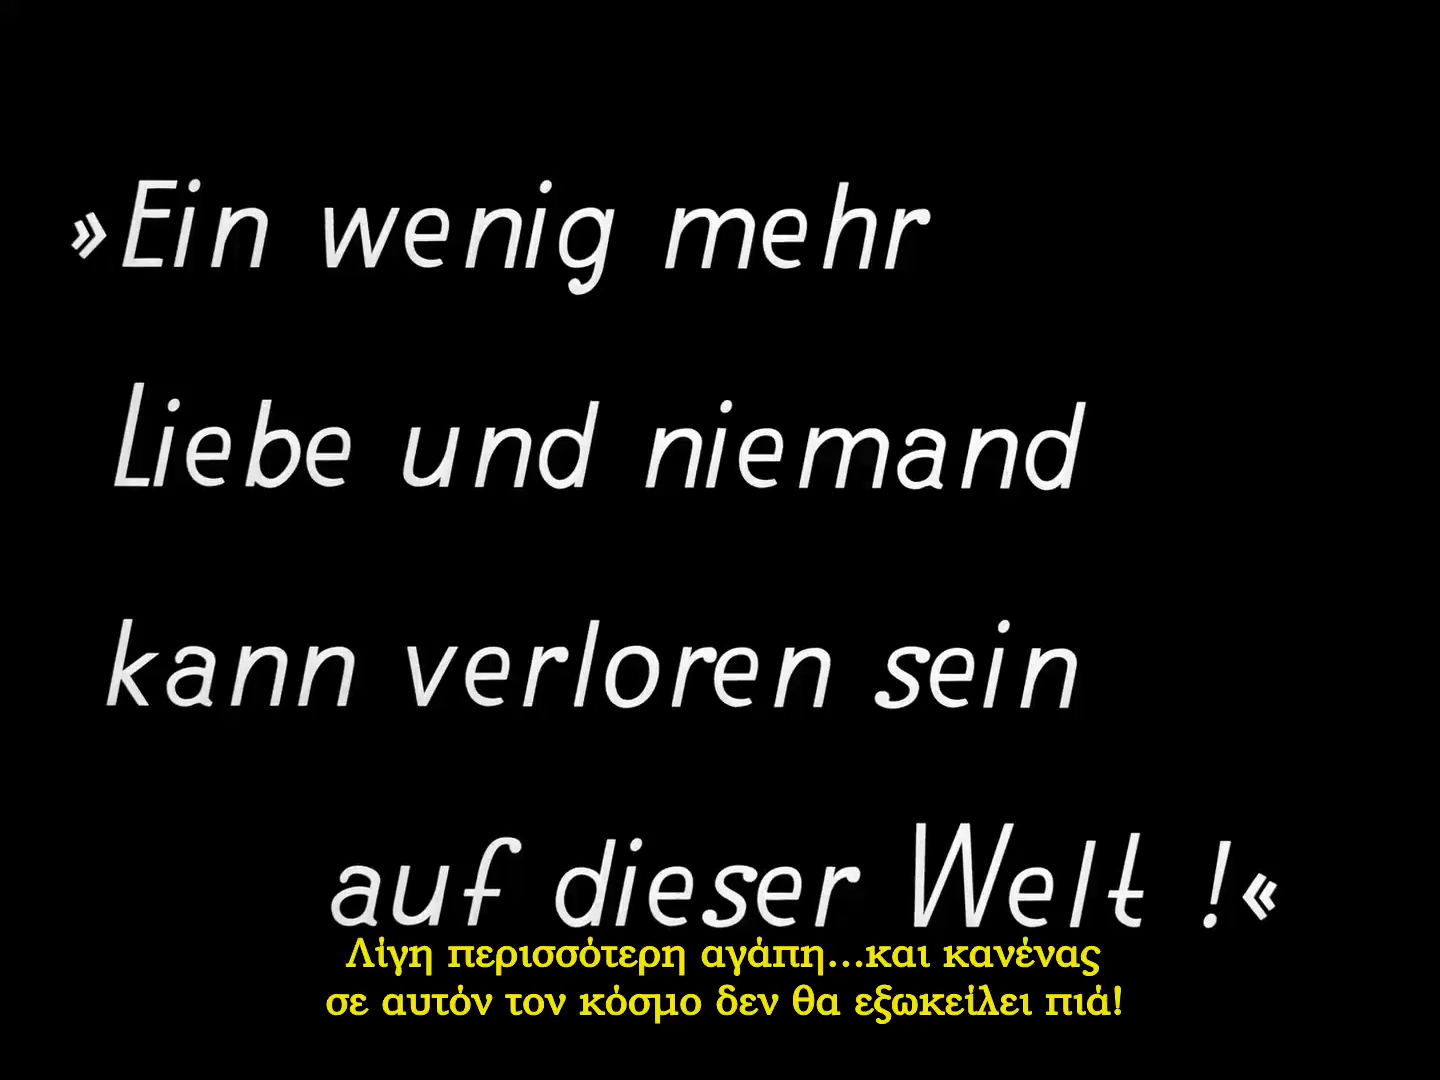 »Ein wenig mehr
Liebe und niemand
kann verloren sein
auf dieser Welt !«
Λίγη περισσότερη αγάπη...και κανένας
σε αυτόν τον κόσμο δεν θα εξωκείλει πιά!